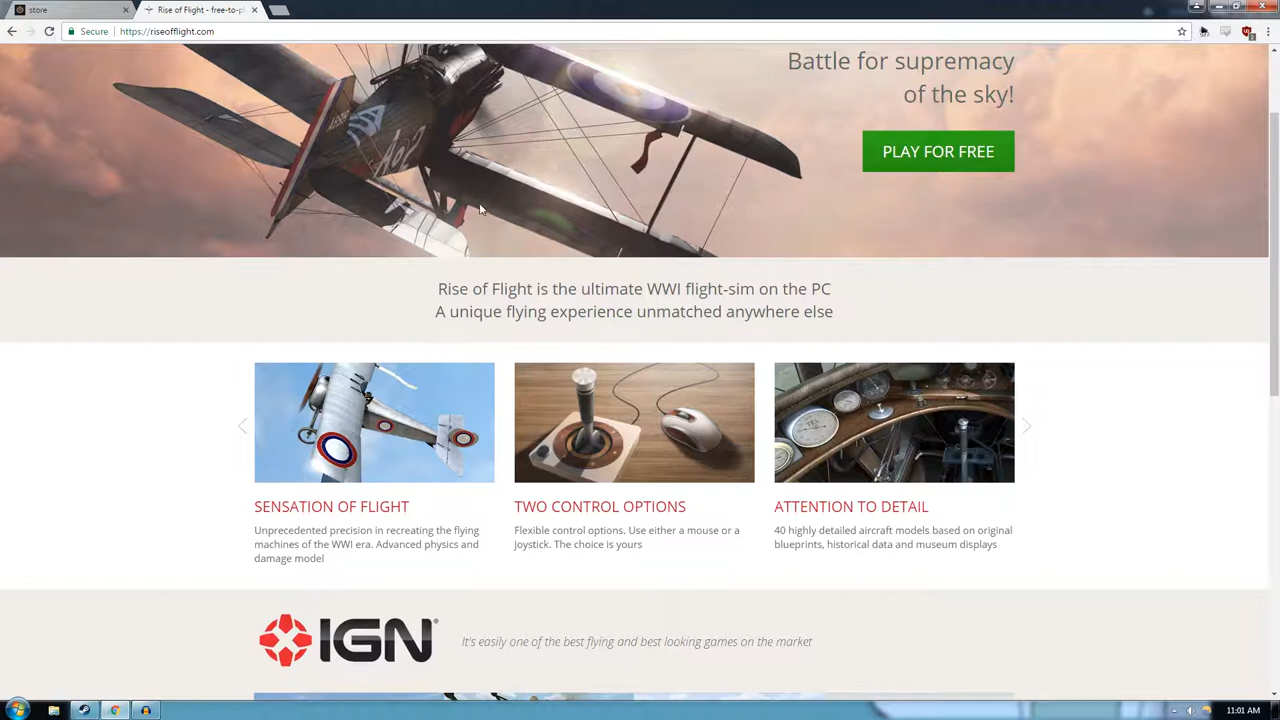 store
Rise of Flight - free-to-pl
Secure
https://riseofflight.com
Battle for supremacy
of the sky!
PLAY FOR FREE
A62
Rise of Flight is the ultimate WWI flight-sim on the PC
A unique flying experience unmatched anywhere else
SENSATION OF FLIGHT
Unprecedented precision in recreating the flying
machines of the WWI era. Advanced physics and
damage model
TWO CONTROL OPTIONS
Flexible control options. Use either a mouse or a
joystick. The choice is yours
ATTENTION TO DETAIL
40 highly detailed aircraft models based on original
blueprints, historical data and museum displays
IGN
It's easily one of the best flying and best looking games on the market
11:01 AM